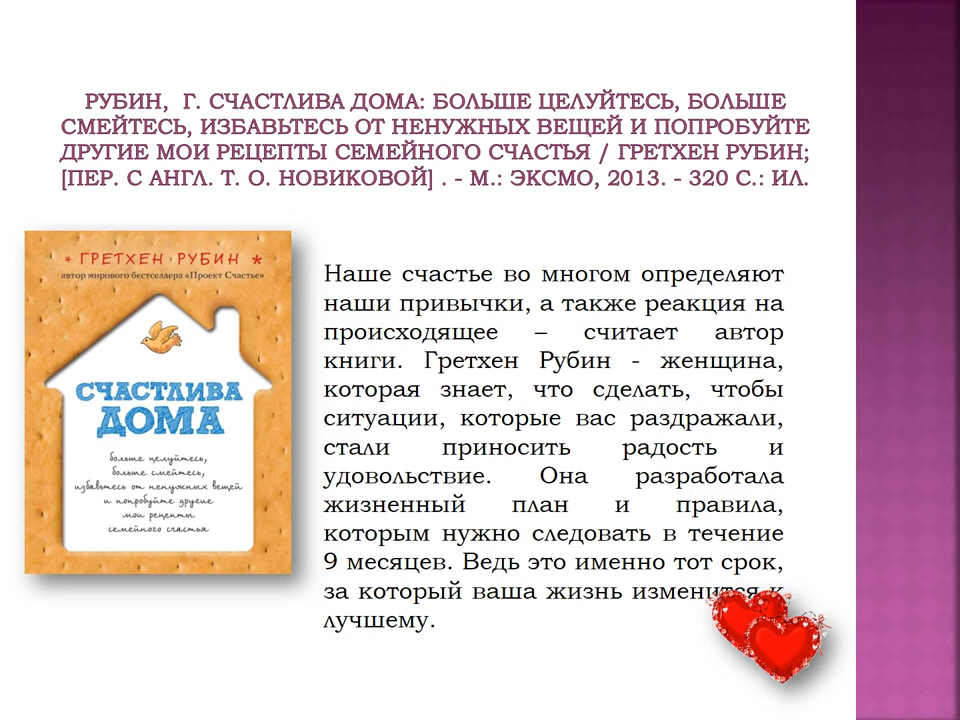 РУБИН, Г. СЧАСТЛИВА ДОМА: БОЛЬШЕ ЦЕЛУЙТЕСЬ, БОЛЬШЕ
СМЕЙТЕСЬ, ИЗБАВЬТЕСЬ ОТ НЕНУЖНЫХ ВЕЩЕЙ И ПОПРОБУЙТЕ
ДРУГИЕ МОИ РЕЦЕПТЫ СЕМЕЙНОГО СЧАСТЬЯ / ГРЕТХЕН РУБИН;
[ПЕР. С АНГЛ. Т. О. НОВИКОВОЙ] . - М.: ЭКСМО, 2013. - 320 С.: ИЛ.
* ГРЕТХЕН РУБИН *
автор мирового бестселлера «Проект Счастье»
СЧАСТЛИВА
ДОМА
больше целуйтесь,
больше смейтесь,
избавьтесь от ненужных вещей
и попробуйте другие
мои рецепты
семейного счастья
Наше счастье во многом определяют
наши привычки, а также реакция на
происходящее – считает автор
книги. Гретхен Рубин - женщина,
которая знает, что сделать, чтобы
ситуации, которые вас раздражали,
стали приносить радость и
удовольствие. Она разработала
жизненный план и правила,
которым нужно следовать в течение
9 месяцев. Ведь это именно тот срок,
за который ваша жизнь изменится к
лучшему.